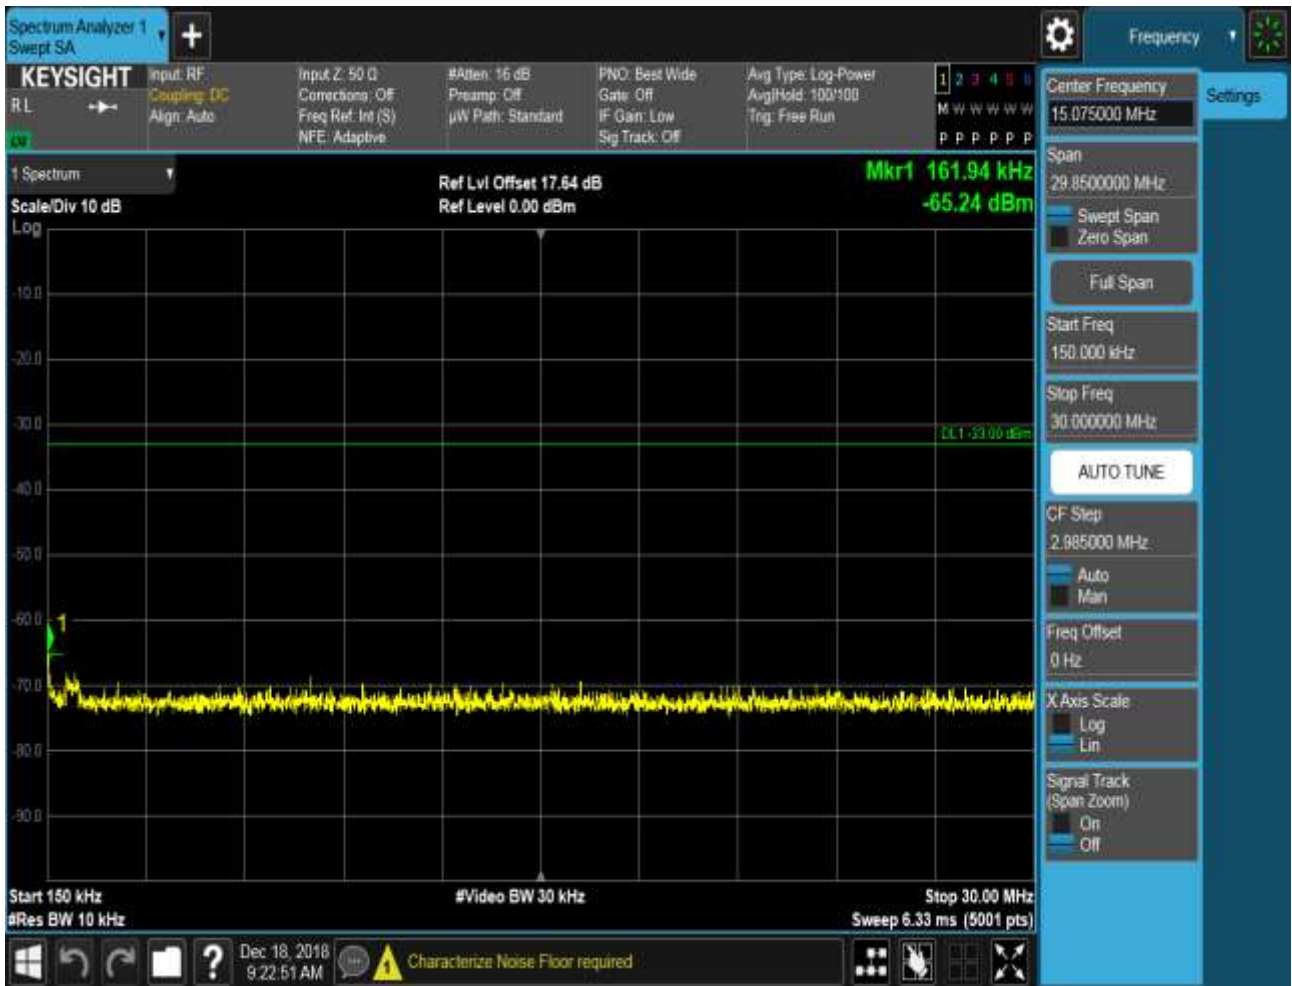 Spectrum Analyzer 1
Swept SA
Frequency
KEYSIGHT
RL
Input: RF
Coupling: DC
Align: Auto
Input Z: 50 Ω
Corrections: Off
Freq Ref: Int (S)
NFE: Adaptive
#Atten: 16 dB
Preamp: Off
µW Path: Standard
PNO: Best Wide
Gate: Off
IF Gain: Low
Sig Track: Off
Avg Type: Log-Power
Avg|Hold: 100/100
Trig: Free Run
1 2 3 4 5 6
M W W W W W
P P P P P P
1 Spectrum
Scale/Div 10 dB
Log
Ref Lvl Offset 17.64 dB
Ref Level 0.00 dBm
Mkr1 161.94 kHz
-65.24 dBm
-10.0
-20.0
-30.0
DL1 -33.00 dBm
-40.0
-50.0
-60.0
1
-70.0
-80.0
-90.0
Start 150 kHz
#Res BW 10 kHz
#Video BW 30 kHz
Stop 30.00 MHz
Sweep 6.33 ms (5001 pts)
Center Frequency
15.075000 MHz
Settings
Span
29.8500000 MHz
Swept Span
Zero Span
Full Span
Start Freq
150.000 kHz
Stop Freq
30.000000 MHz
AUTO TUNE
CF Step
2.985000 MHz
Auto
Man
Freq Offset
0 Hz
X Axis Scale
Log
Lin
Signal Track
(Span Zoom)
On
Off
?
Dec 18, 2018
9:22:51 AM
Characterize Noise Floor required